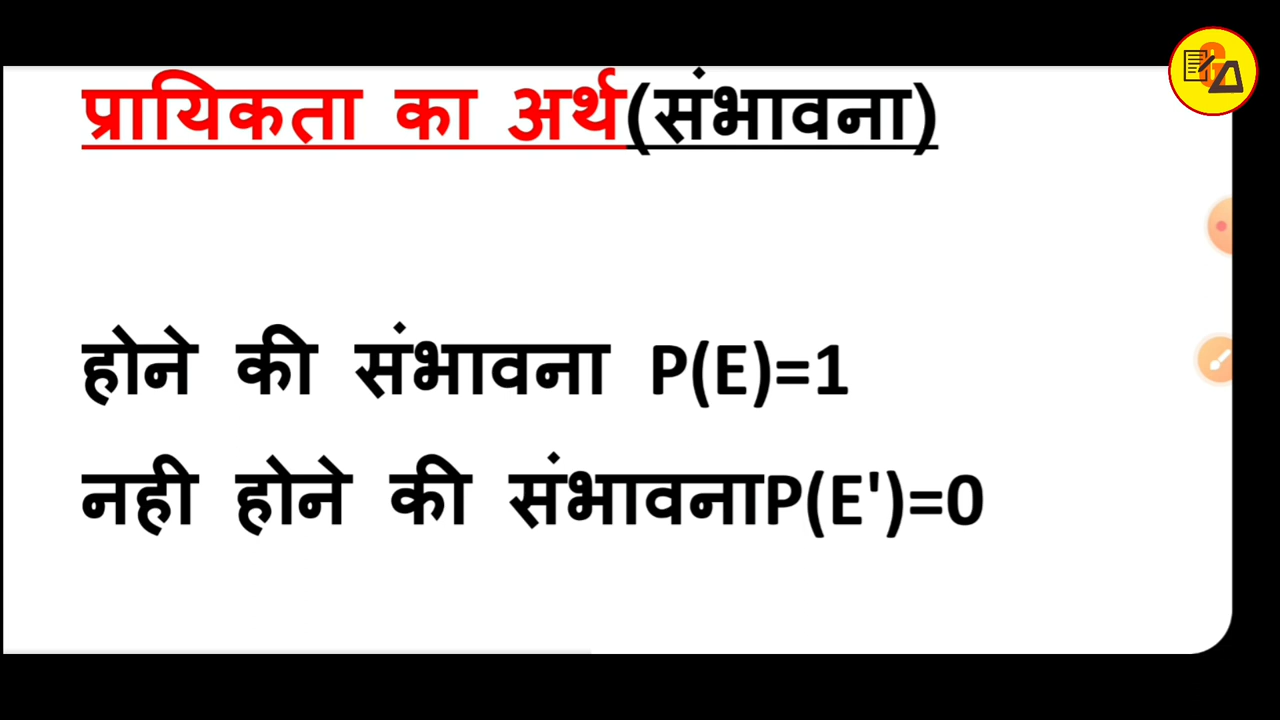 प्रायिकता का अर्थ(संभावना)
होने की संभावना P(E)=1
नही होने की संभावनाP(E')=0